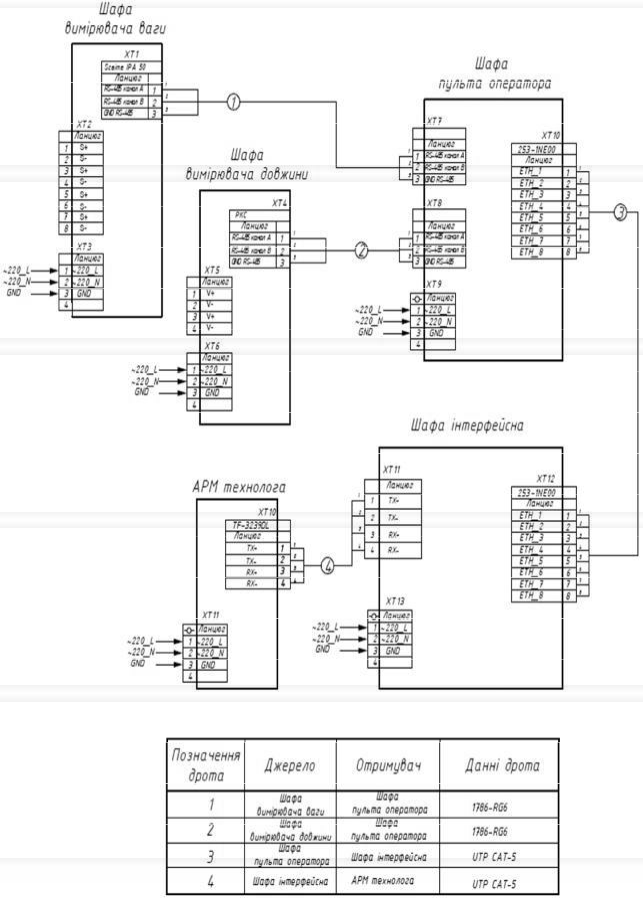 Шафа
вимірювача ваги
XT1
Scaime IPA 50
Ланцюг
RS-485 канал A 1
RS-485 канал B 2
GND RS-485 3
1
2
3
1
XT2
Ланцюг
1 S+
2 S-
3 S+
4 S-
5 S+
6 S-
7 S+
8 S-
XT3
Ланцюг
~220_L 1 ~220_L
~220_N 2 ~220_N
GND 3 GND
4
Шафа
вимірювача довжини
XT4
РКС
Ланцюг
RS-485 канал A 1
RS-485 канал B 2
GND RS-485 3
1
2
3
2
XT5
Ланцюг
1 V+
2 V-
3 V+
4 V-
XT6
Ланцюг
~220_L 1 ~220_L
~220_N 2 ~220_N
GND 3 GND
4
Шафа
пульта оператора
XT7
Ланцюг
1 RS-485 канал A
2 RS-485 канал B
3 GND RS-485
XT8
Ланцюг
1 RS-485 канал A
2 RS-485 канал B
3 GND RS-485
XT9
Ланцюг
~220_L 1 ~220_L
~220_N 2 ~220_N
GND 3 GND
4
XT10
253-1NE00
Ланцюг
ETH_1 1
ETH_2 2
ETH_3 3
ETH_4 4
ETH_5 5
ETH_6 6
ETH_7 7
ETH_8 8
3
Шафа інтерфейсна
XT11
Ланцюг
1 TX+
2 TX-
3 RX+
4 RX-
XT12
253-1NE00
Ланцюг
ETH_1 1
ETH_2 2
ETH_3 3
ETH_4 4
ETH_5 5
ETH_6 6
ETH_7 7
ETH_8 8
XT13
Ланцюг
~220_L 1 ~220_L
~220_N 2 ~220_N
GND 3 GND
4
АРМ технолога
XT10
TF-3239DL
Ланцюг
TX+ 1
TX- 2
RX+ 3
RX- 4
4
XT11
Ланцюг
~220_L 1 ~220_L
~220_N 2 ~220_N
GND 3 GND
4
Позначення
дрота
Джерело
Отримувач
Данні дрота
1
Шафа
вимірювача ваги
Шафа
пульта оператора
1786-RG6
2
Шафа
вимірювача довжини
Шафа
пульта оператора
1786-RG6
3
Шафа
пульта оператора
Шафа інтерфейсна
UTP CAT-5
4
Шафа інтерфейсна
АРМ технолога
UTP CAT-5